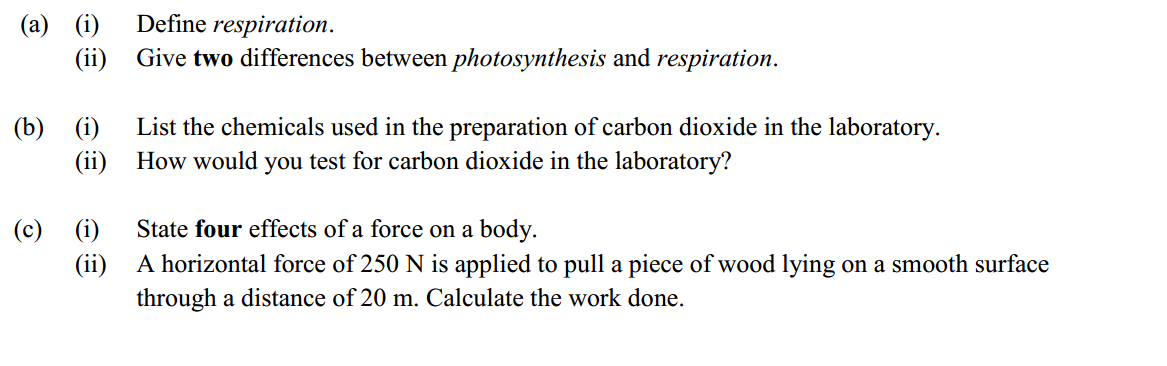 (a) (i) Define respiration.
(ii) Give two differences between photosynthesis and respiration.
(b) (i) List the chemicals used in the preparation of carbon dioxide in the laboratory.
(ii) How would you test for carbon dioxide in the laboratory?
(c) (i) State four effects of a force on a body.
(ii) A horizontal force of 250 N is applied to pull a piece of wood lying on a smooth surface
through a distance of 20 m. Calculate the work done.